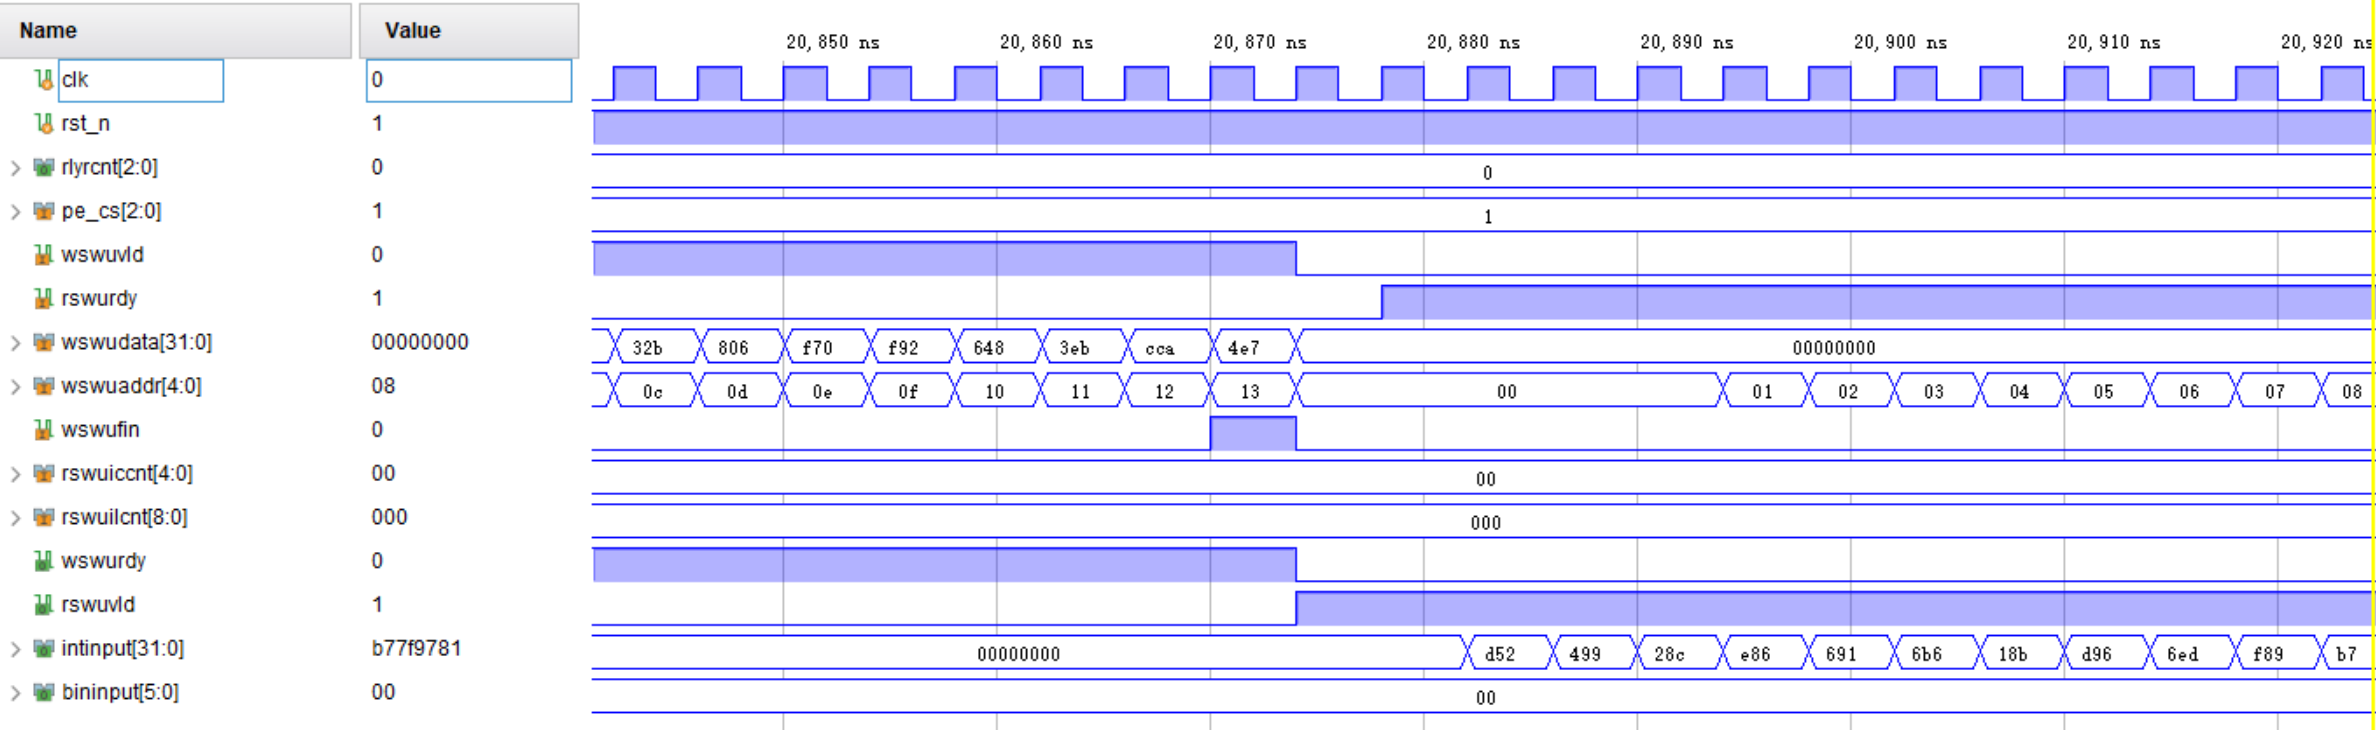 Name Value 20,850 ns 20,860 ns 20,870 ns 20,880 ns 20,890 ns 20,900 ns 20,910 ns 20,920 ns
clk 0
rst_n 1
rlyrcnt[2:0] 0 0
pe_cs[2:0] 1 1
wswuvld 0
rswurdy 1
wswudata[31:0] 00000000 32b 806 f70 f92 648 3eb cca 4e7 00000000
wswuaddr[4:0] 08 0c 0d 0e 0f 10 11 12 13 00 01 02 03 04 05 06 07 08
wswufin 0
rswuiccnt[4:0] 00 00
rswuilcnt[8:0] 000 000
wswurdy 0
rswuvld 1
intinput[31:0] b77f9781 00000000 d52 499 28c e86 691 6b6 18b d96 6ed f89 b7
bininput[5:0] 00 00